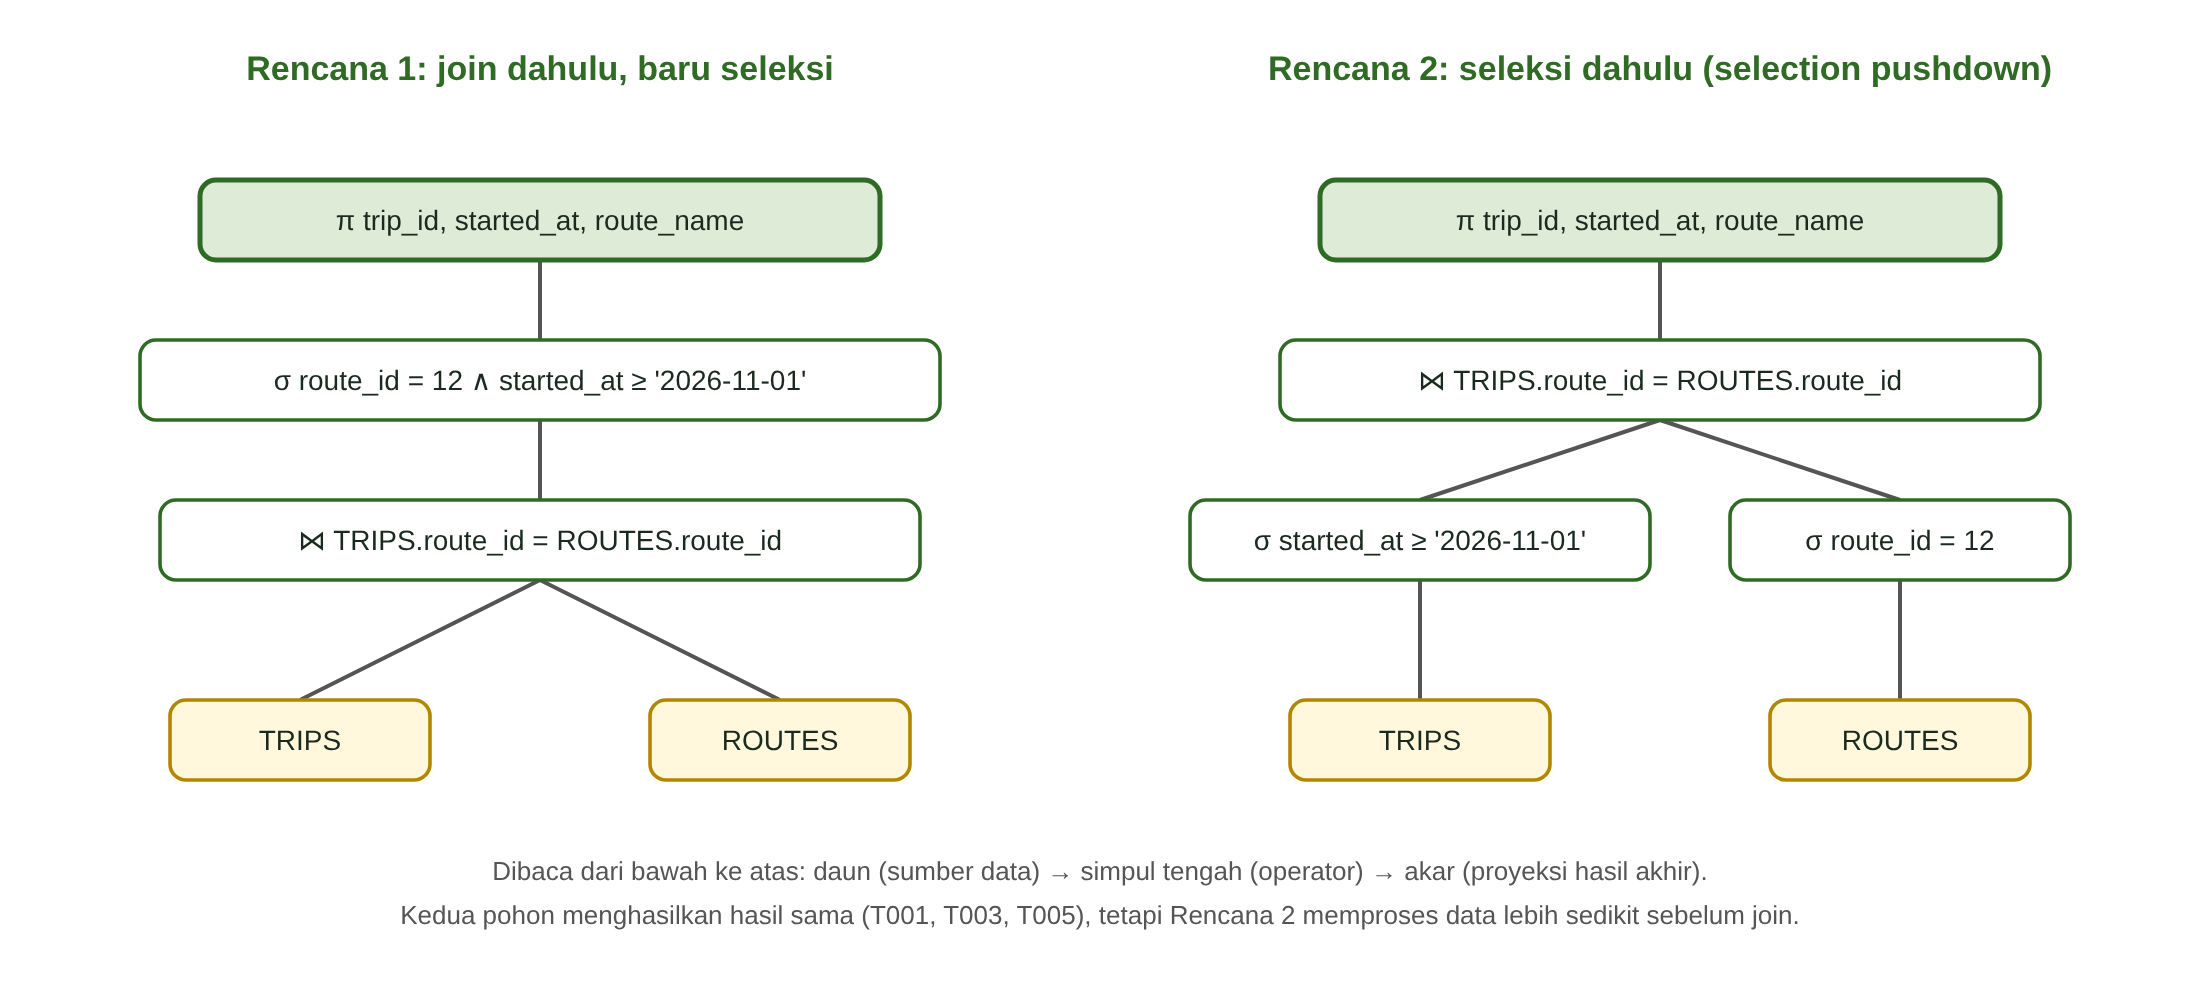 Rencana 1: join dahulu, baru seleksi
π trip_id, started_at, route_name
σ route_id = 12 ∧ started_at ≥ '2026-11-01'
⋈ TRIPS.route_id = ROUTES.route_id
TRIPS
ROUTES
Rencana 2: seleksi dahulu (selection pushdown)
π trip_id, started_at, route_name
⋈ TRIPS.route_id = ROUTES.route_id
σ started_at ≥ '2026-11-01'
σ route_id = 12
TRIPS
ROUTES
Dibaca dari bawah ke atas: daun (sumber data) → simpul tengah (operator) → akar (proyeksi hasil akhir).
Kedua pohon menghasilkan hasil sama (T001, T003, T005), tetapi Rencana 2 memproses data lebih sedikit sebelum join.